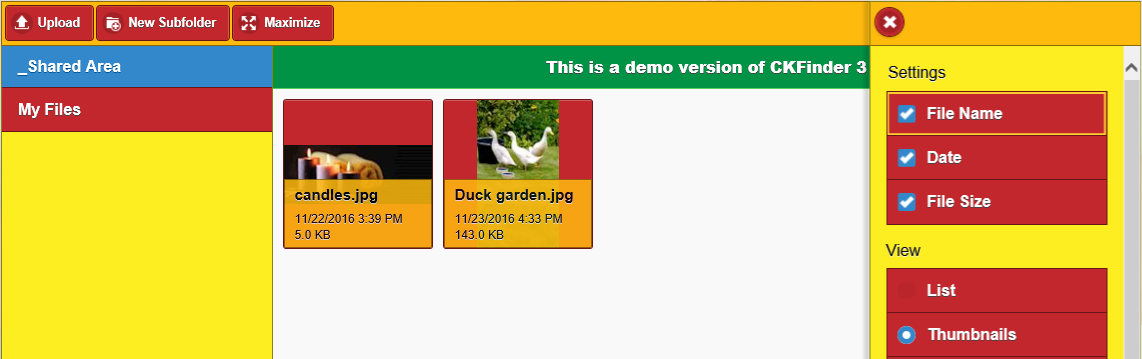 Upload New Subfolder Maximize
_Shared Area
My Files
This is a demo version of CKFinder 3
candles.jpg
11/22/2016 3:39 PM
5.0 KB
Duck garden.jpg
11/23/2016 4:33 PM
143.0 KB
Settings
File Name
Date
File Size
View
List
Thumbnails